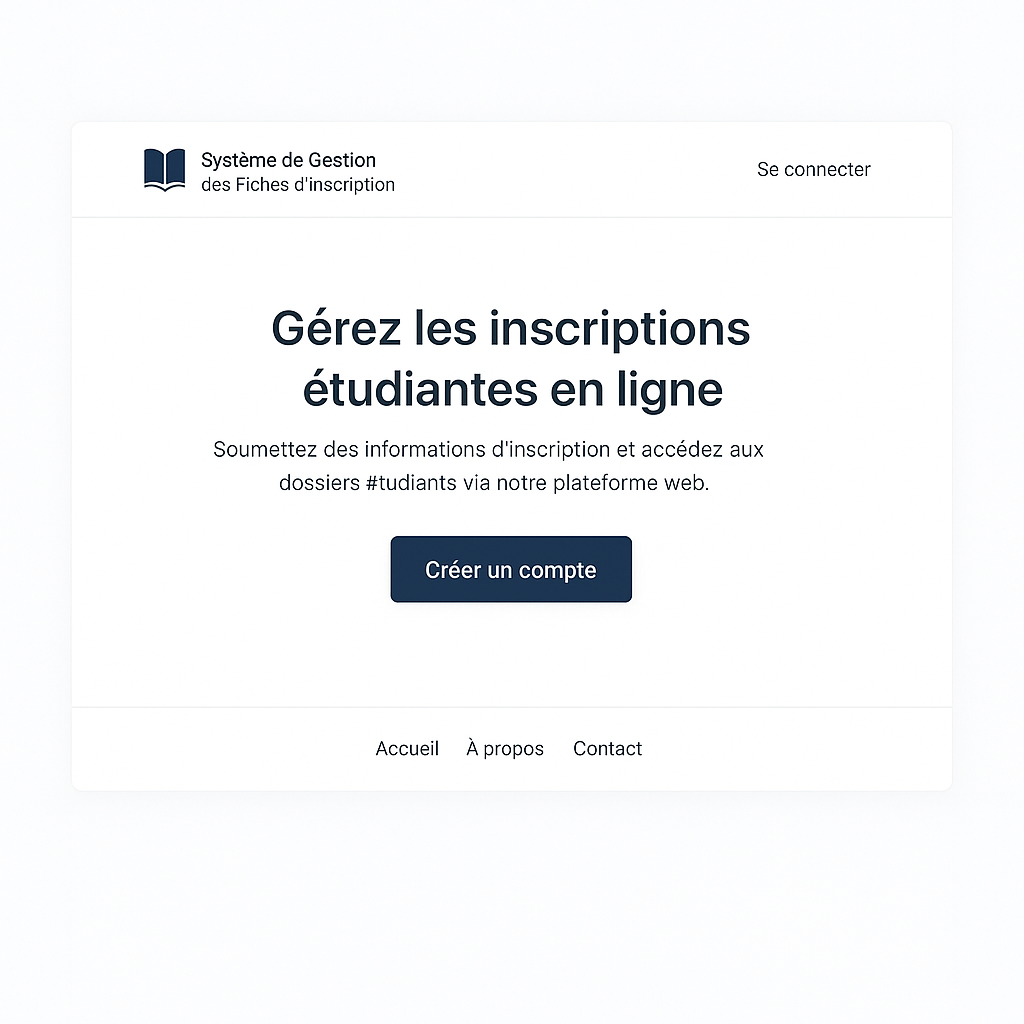 Système de Gestion
des Fiches d'inscription
Se connecter
Gérez les inscriptions
étudiantes en ligne
Soumettez des informations d'inscription et accédez aux
dossiers #tudiants via notre plateforme web.
Créer un compte
Accueil À propos Contact